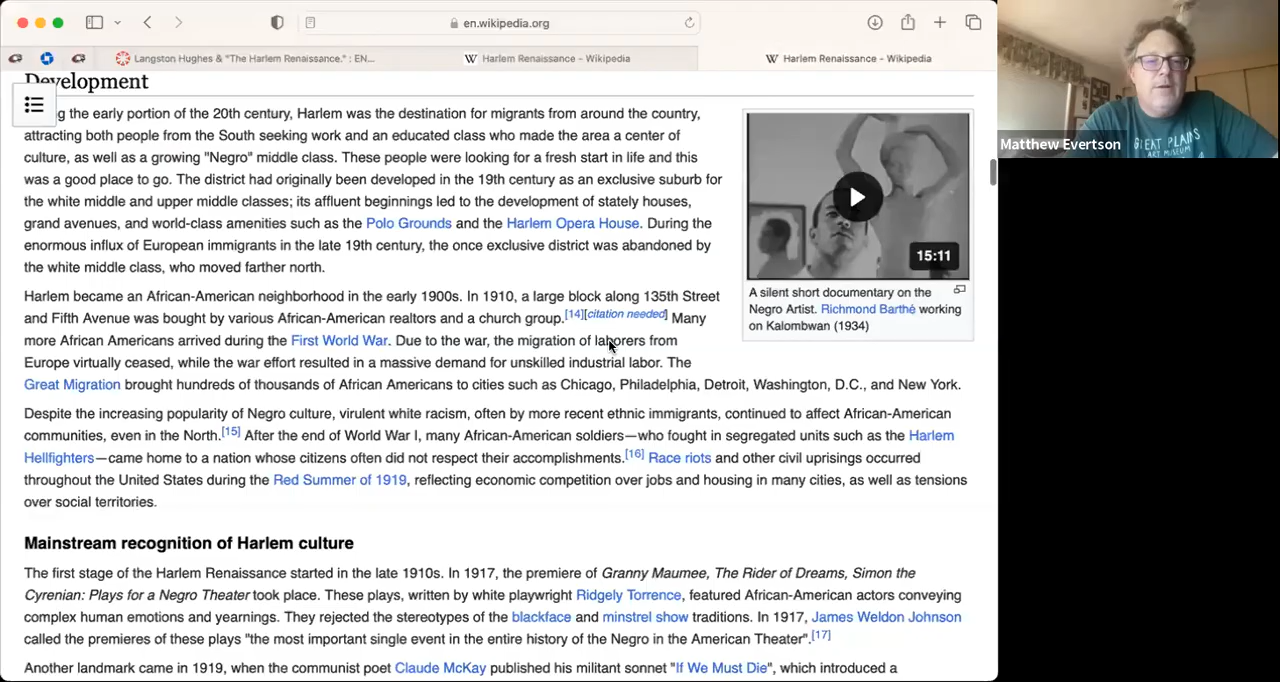 en.wikipedia.org
Langston Hughes & "The Harlem Renaissance." : EN...
Harlem Renaissance – Wikipedia
Harlem Renaissance – Wikipedia
Development
g the early portion of the 20th century, Harlem was the destination for migrants from around the country,
attracting both people from the South seeking work and an educated class who made the area a center of
culture, as well as a growing "Negro" middle class. These people were looking for a fresh start in life and this
was a good place to go. The district had originally been developed in the 19th century as an exclusive suburb for
the white middle and upper middle classes; its affluent beginnings led to the development of stately houses,
grand avenues, and world-class amenities such as the Polo Grounds and the Harlem Opera House. During the
enormous influx of European immigrants in the late 19th century, the once exclusive district was abandoned by
the white middle class, who moved farther north.
15:11
A silent short documentary on the
Negro Artist. Richmond Barthé working
on Kalombwan (1934)
Harlem became an African-American neighborhood in the early 1900s. In 1910, a large block along 135th Street
and Fifth Avenue was bought by various African-American realtors and a church group.[14][citation needed] Many
more African Americans arrived during the First World War. Due to the war, the migration of laborers from
Europe virtually ceased, while the war effort resulted in a massive demand for unskilled industrial labor. The
Great Migration brought hundreds of thousands of African Americans to cities such as Chicago, Philadelphia, Detroit, Washington, D.C., and New York.
Despite the increasing popularity of Negro culture, virulent white racism, often by more recent ethnic immigrants, continued to affect African-American
communities, even in the North.[15] After the end of World War I, many African-American soldiers—who fought in segregated units such as the Harlem
Hellfighters—came home to a nation whose citizens often did not respect their accomplishments.[16] Race riots and other civil uprisings occurred
throughout the United States during the Red Summer of 1919, reflecting economic competition over jobs and housing in many cities, as well as tensions
over social territories.
Mainstream recognition of Harlem culture
The first stage of the Harlem Renaissance started in the late 1910s. In 1917, the premiere of Granny Maumee, The Rider of Dreams, Simon the
Cyrenian: Plays for a Negro Theater took place. These plays, written by white playwright Ridgely Torrence, featured African-American actors conveying
complex human emotions and yearnings. They rejected the stereotypes of the blackface and minstrel show traditions. In 1917, James Weldon Johnson
called the premieres of these plays "the most important single event in the entire history of the Negro in the American Theater".[17]
Another landmark came in 1919, when the communist poet Claude McKay published his militant sonnet "If We Must Die", which introduced a
Matthew Evertson
GREAT PLAINS
ART MUSEUM